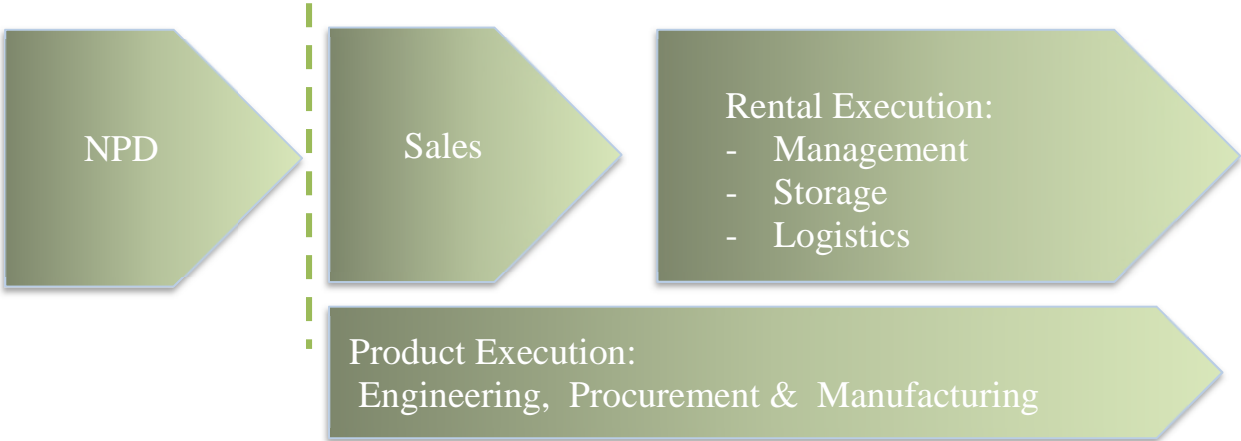 NPD
Sales
Rental Execution:
- Management
- Storage
- Logistics
Product Execution:
Engineering, Procurement & Manufacturing